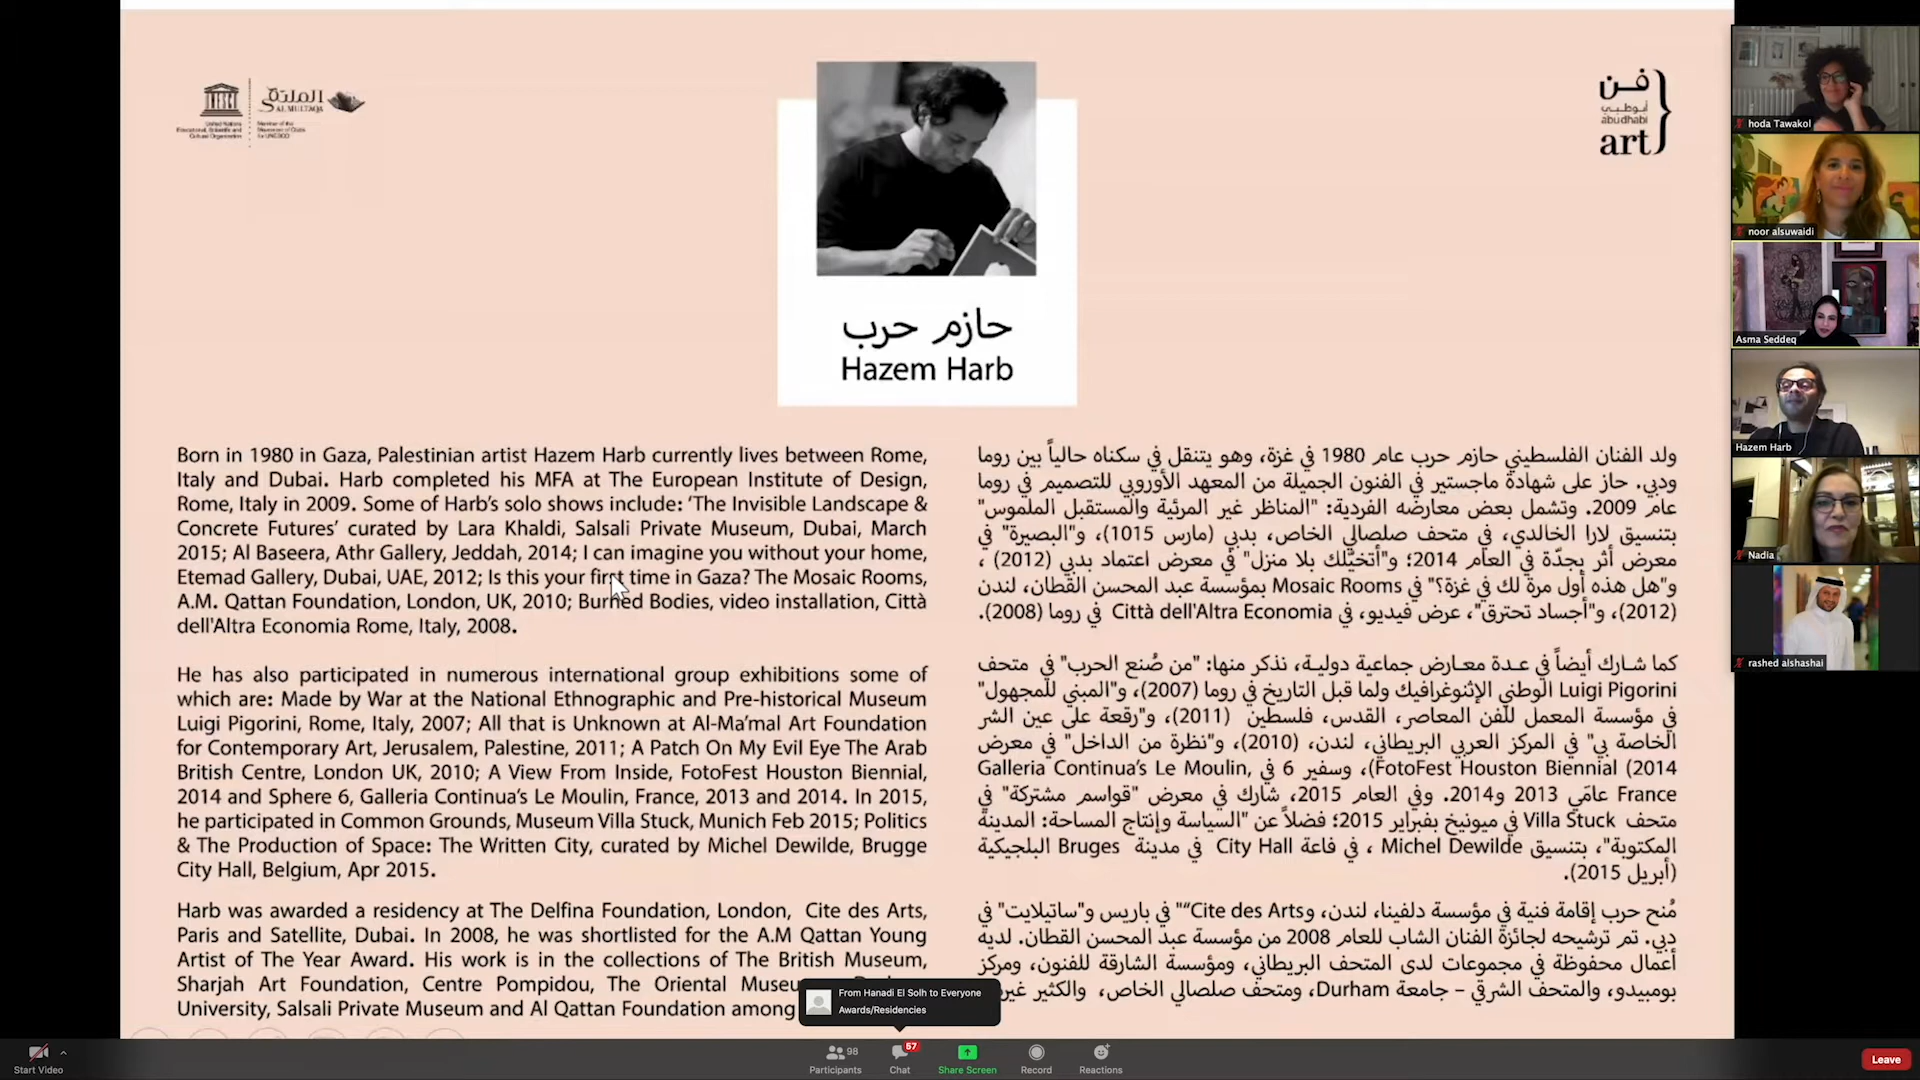 الملتقى
AL MULTAQA
UNESCO
United Nations
Educational, Scientific and
Cultural Organization
Member of the
for UNESCO
فن
أبوظبي
abu dhabi
art
حازم حرب
Hazem Harb
Born in 1980 in Gaza, Palestinian artist Hazem Harb currently lives between Rome,
Italy and Dubai. Harb completed his MFA at The European Institute of Design,
Rome, Italy in 2009. Some of Harb's solo shows include: 'The Invisible Landscape &
Concrete Futures' curated by Lara Khaldi, Salsali Private Museum, Dubai, March
2015; Al Baseera, Athr Gallery, Jeddah, 2014; I can imagine you without your home,
Etemad Gallery, Dubai, UAE, 2012; Is this your first time in Gaza? The Mosaic Rooms,
A.M. Qattan Foundation, London, UK, 2010; Burned Bodies, video installation, Città
dell'Altra Economia Rome, Italy, 2008.
He has also participated in numerous international group exhibitions some of
which are: Made by War at the National Ethnographic and Pre-historical Museum
Luigi Pigorini, Rome, Italy, 2007; All that is Unknown at Al-Ma'mal Art Foundation
for Contemporary Art, Jerusalem, Palestine, 2011; A Patch On My Evil Eye The Arab
British Centre, London UK, 2010; A View From Inside, FotoFest Houston Biennial,
2014 and Sphere 6, Galleria Continua's Le Moulin, France, 2013 and 2014. In 2015,
he participated in Common Grounds, Museum Villa Stuck, Munich Feb 2015; Politics
& The Production of Space: The Written City, curated by Michel Dewilde, Brugge
City Hall, Belgium, Apr 2015.
Harb was awarded a residency at The Delfina Foundation, London, Cite des Arts,
Paris and Satellite, Dubai. In 2008, he was shortlisted for the A.M Qattan Young
Artist of The Year Award. His work is in the collections of The British Museum,
Sharjah Art Foundation, Centre Pompidou, The Oriental
University, Salsali Private Museum and Al Qattan Foundation among
ولد الفنان الفلسطيني حازم حرب عام 1980 في غزة، وهو يتنقل في سكناه حالياً بين روما
ودبي. حاز على شهادة ماجستير في الفنون الجميلة من المعهد الأوروبي للتصميم في روما
عام 2009. وتشمل بعض معارضه الفردية: "المناظر غير المرئية والمستقبل الملموس"
بتنسيق لارا الخالدي، في متحف صلصالي الخاص، بدبي (مارس 1015)، و"البصيرة" في
معرض أثر بجدّة في العام 2014؛ و"أتخيّلك بلا منزل" في معرض اعتماد بدبي (2012) ،
و"هل هذه أول مرة لك في غزة؟" في Mosaic Rooms بمؤسسة عبد المحسن القطان، لندن
(2012)، و"أجساد تحترق"، عرض فيديو، في Città dell'Altra Economia في روما (2008).
كما شارك أيضاً في عدة معارض جماعية دولية، نذكر منها: "من صُنع الحرب" في متحف
Luigi Pigorini الوطني الإثنوغرافيك ولما قبل التاريخ في روما (2007)، و"المبني للمجهول"
في مؤسسة المعمل للفن المعاصر، القدس، فلسطين (2011)، و"رقعة على عين الشر
الخاصة بي" في المركز العربي البريطاني، لندن، (2010)، و"نظرة من الداخل" في معرض
FotoFest Houston Biennial (2014)، وسفير 6 في Galleria Continua's Le Moulin,
France عامَي 2013 و2014. وفي العام 2015، شارك في معرض "قواسم مشتركة" في
متحف Villa Stuck في ميونيخ بفبراير 2015؛ فضلاً عن "السياسة وإنتاج المساحة: المدينة
المكتوبة"، بتنسيق Michel Dewilde ، في قاعة City Hall في مدينة Bruges البلجيكية
(أبريل 2015).
مُنح حرب إقامة فنية في مؤسسة دلفينا، لندن، وCite des Arts"“ في باريس و"ساتيلايت" في
دبي. تم ترشيحه لجائزة الفنان الشاب للعام 2008 من مؤسسة عبد المحسن القطان. لديه
أعمال محفوظة في مجموعات لدى المتحف البريطاني، ومؤسسة الشارقة للفنون، ومركز
بومبيدو، والمتحف الشرقي – جامعة Durham، ومتحف صلصالي الخاص، والكثير
hoda Tawakol
noor alsuwaidi
Asma Seddeq
Hazem Harb
Nadia
rashed alshashai
From Hanadi El Solh to Everyone
Awards/Residencies
Start Video
98
Participants
57
Chat
Share Screen
Record
Reactions
Leave